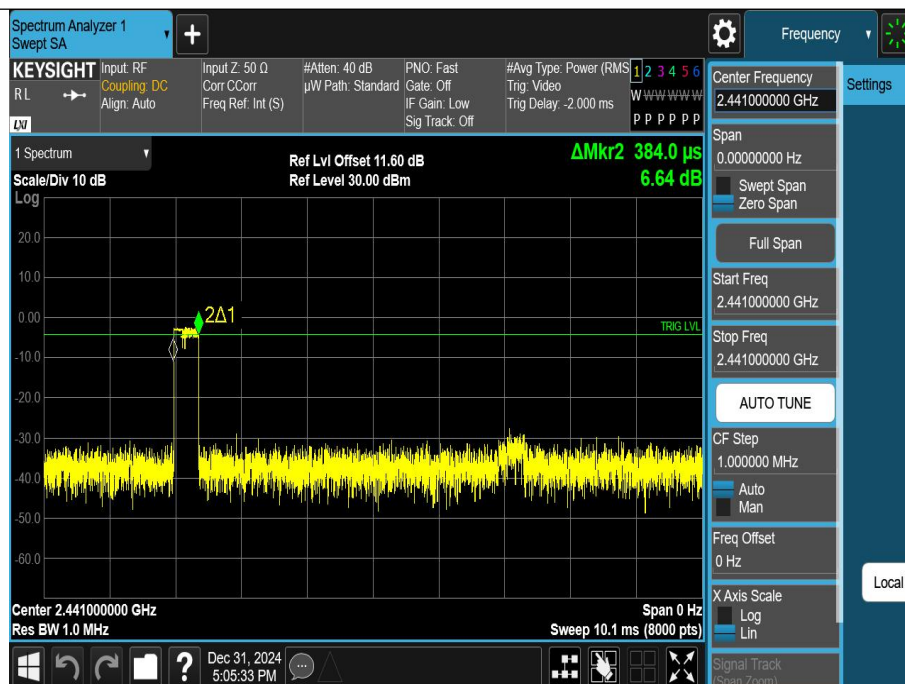 Spectrum Analyzer 1
Swept SA
+
Frequency
KEYSIGHT
RL
LXI
Input: RF
Coupling: DC
Align: Auto
Input Z: 50 Ω
Corr CCorr
Freq Ref: Int (S)
#Atten: 40 dB
µW Path: Standard
PNO: Fast
Gate: Off
IF Gain: Low
Sig Track: Off
#Avg Type: Power (RMS
Trig: Video
Trig Delay: -2.000 ms
1 2 3 4 5 6
W W W W W W
P P P P P P
1 Spectrum
Scale/Div 10 dB
Log
Ref Lvl Offset 11.60 dB
Ref Level 30.00 dBm
ΔMkr2 384.0 µs
6.64 dB
20.0
10.0
0.00
-10.0
-20.0
-30.0
-40.0
-50.0
-60.0
2Δ1
TRIG LVL
Center 2.441000000 GHz
Res BW 1.0 MHz
Span 0 Hz
Sweep 10.1 ms (8000 pts)
Center Frequency
2.441000000 GHz
Span
0.00000000 Hz
Swept Span
Zero Span
Full Span
Start Freq
2.441000000 GHz
Stop Freq
2.441000000 GHz
AUTO TUNE
CF Step
1.000000 MHz
Auto
Man
Freq Offset
0 Hz
X Axis Scale
Log
Lin
Signal Track
(Span Zoom)
Settings
Local
?
Dec 31, 2024
5:05:33 PM